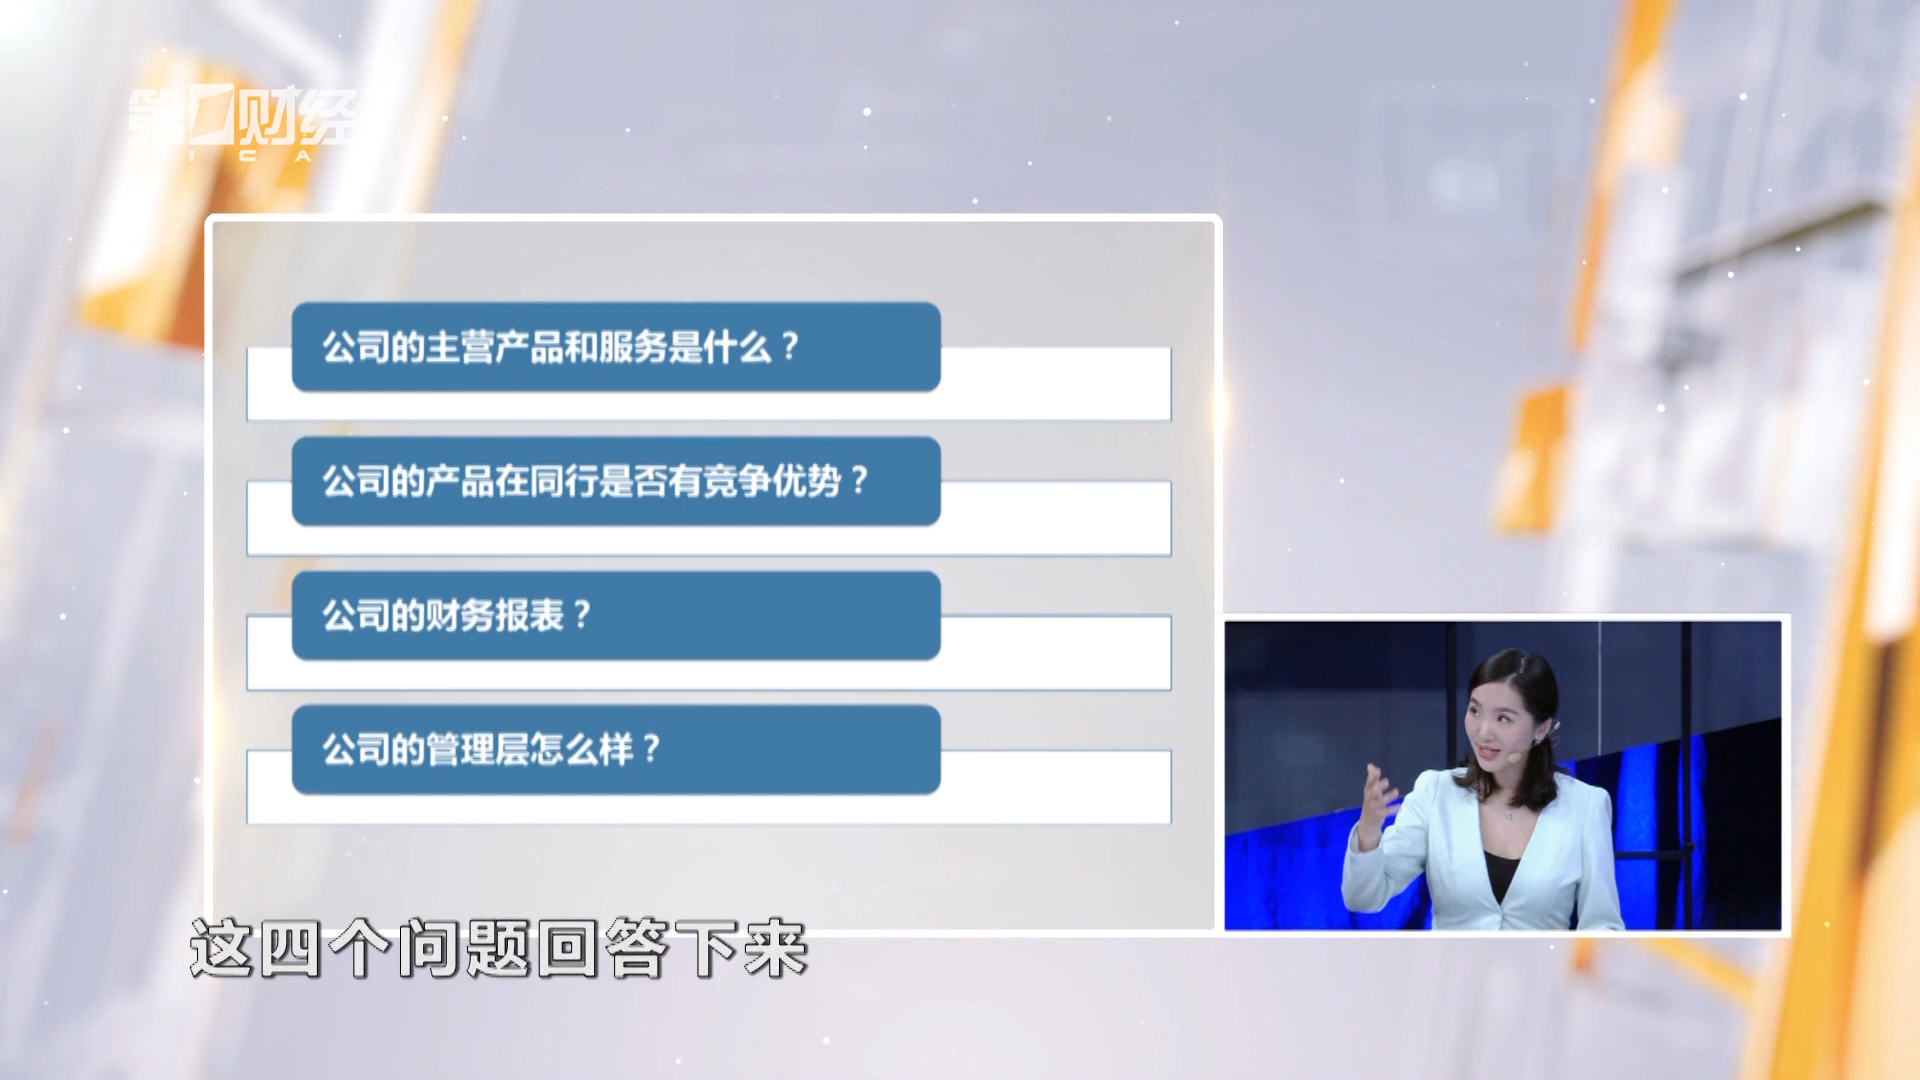 第一财经
ICA
公司的主营产品和服务是什么？
公司的产品在同行是否有竞争优势？
公司的财务报表？
公司的管理层怎么样？
这四个问题回答下来